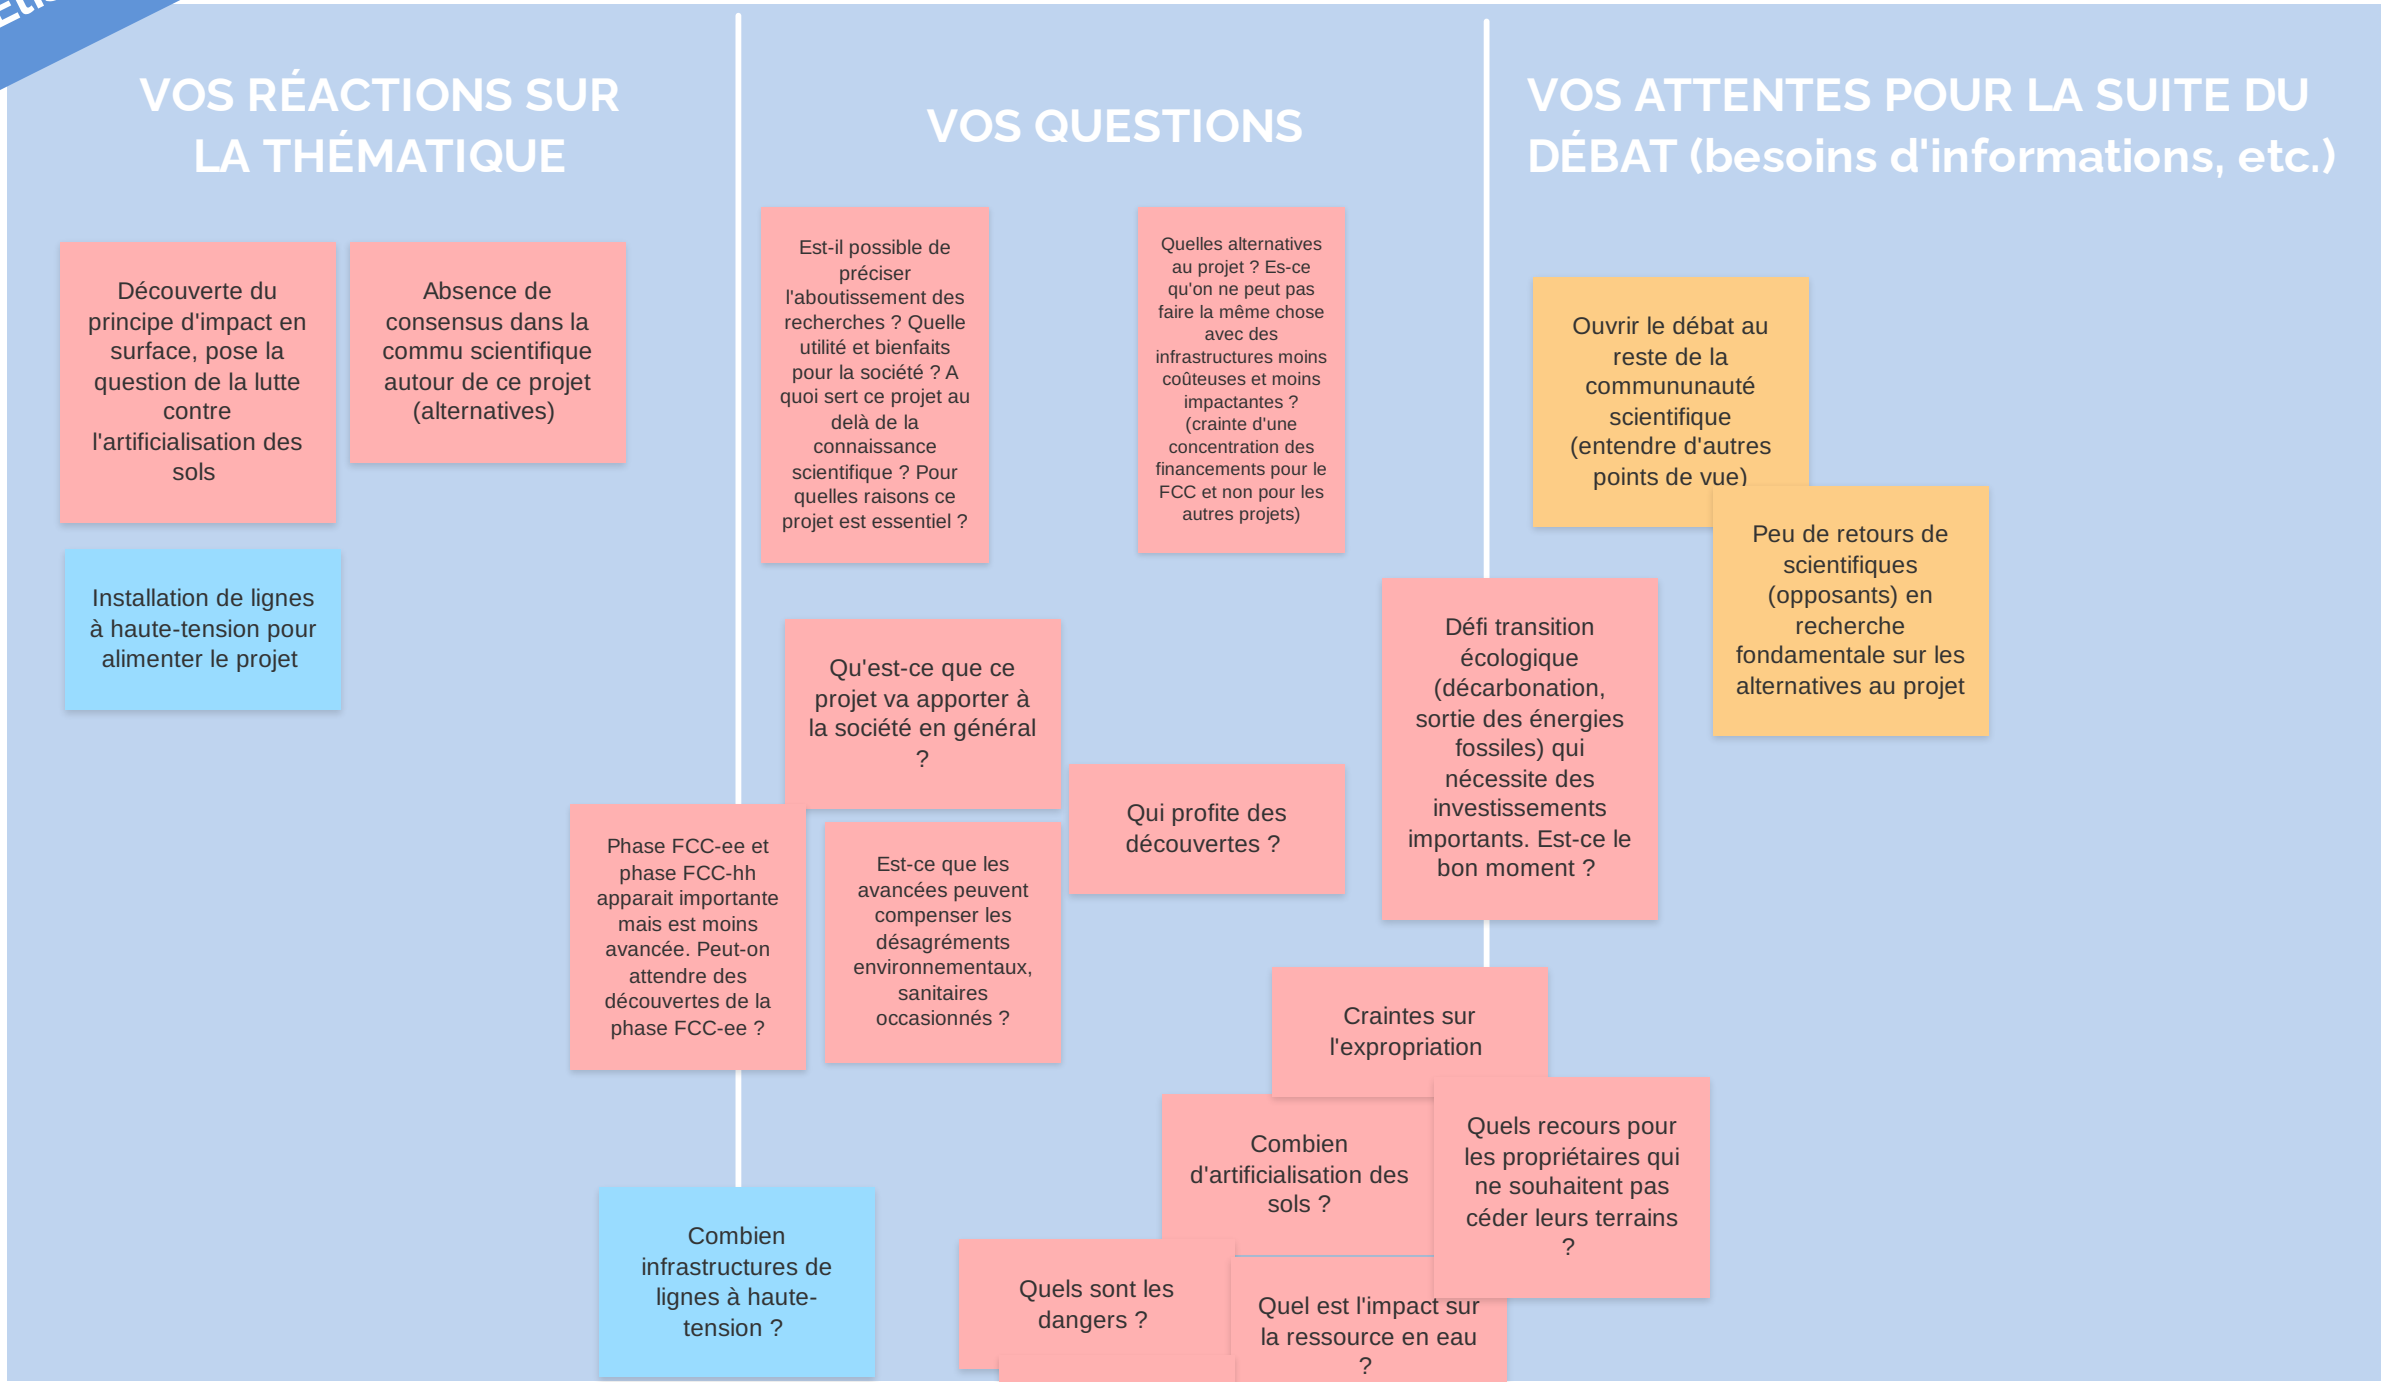 VOS RÉACTIONS SUR
LA THÉMATIQUE
Découverte du
principe d'impact en
surface, pose la
question de la lutte
contre
l'artificialisation des
sols
Absence de
consensus dans la
commu scientifique
autour de ce projet
(alternatives)
Installation de lignes
à haute-tension pour
alimenter le projet
VOS QUESTIONS
Est-il possible de
préciser
l'aboutissement des
recherches ? Quelle
utilité et bienfaits
pour la société ? A
quoi sert ce projet au
delà de la
connaissance
scientifique ? Pour
quelles raisons ce
projet est essentiel ?
Quelles alternatives
au projet ? Es-ce
qu'on ne peut pas
faire la même chose
avec des
infrastructures moins
coûteuses et moins
impactantes ?
(crainte d'une
concentration des
financements pour le
FCC et non pour les
autres projets)
Qu'est-ce que ce
projet va apporter à
la société en général
?
Qui profite des
découvertes ?
Phase FCC-ee et
phase FCC-hh
apparait importante
mais est moins
avancée. Peut-on
attendre des
découvertes de la
phase FCC-ee ?
Est-ce que les
avancées peuvent
compenser les
désagréments
environnementaux,
sanitaires
occasionnés ?
Défi transition
écologique
(décarbonation,
sortie des énergies
fossiles) qui
nécessite des
investissements
importants. Est-ce le
bon moment ?
Craintes sur
l'expropriation
Combien
d'artificialisation des
sols ?
Quels recours pour
les propriétaires qui
ne souhaitent pas
céder leurs terrains
?
Combien
infrastructures de
lignes à haute-
tension ?
Quels sont les
dangers ?
Quel est l'impact sur
la ressource en eau
?
VOS ATTENTES POUR LA SUITE DU
DÉBAT (besoins d'informations, etc.)
Ouvrir le débat au
reste de la
commununauté
scientifique
(entendre d'autres
points de vue)
Peu de retours de
scientifiques
(opposants) en
recherche
fondamentale sur les
alternatives au projet